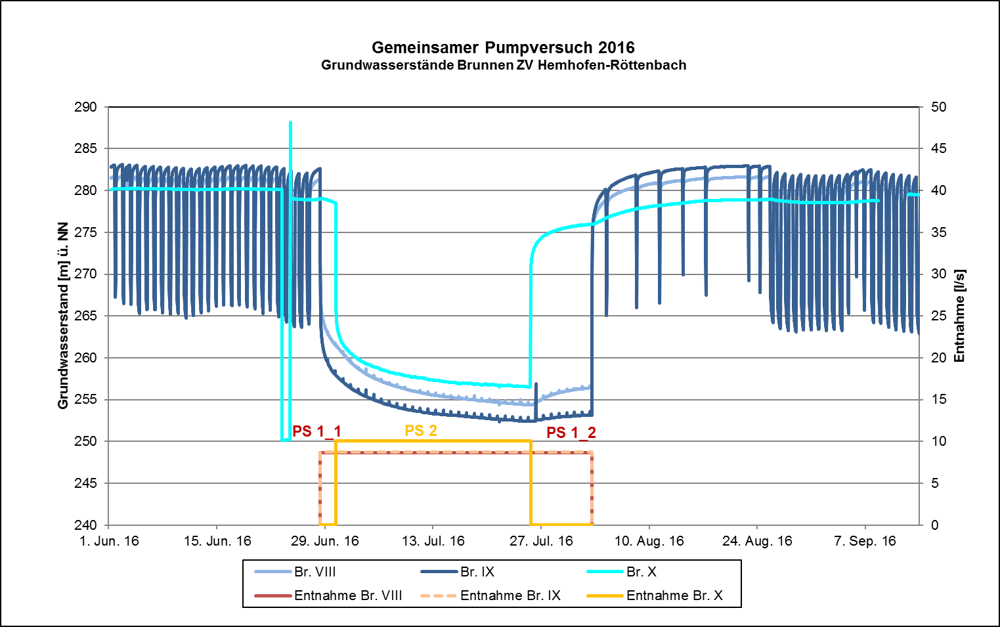 Gemeinsamer Pumpversuch 2016
Grundwasserstände Brunnen ZV Hemhofen-Röttenbach
290
285
280
275
270
265
260
255
250
245
240
Grundwasserstand [m] ü. NN
50
45
40
35
30
25
20
15
10
5
0
Entnahme [l/s]
PS 1_1
PS 2
PS 1_2
1. Jun. 16
15. Jun. 16
29. Jun. 16
13. Jul. 16
27. Jul. 16
10. Aug. 16
24. Aug. 16
7. Sep. 16
Br. VIII
Br. IX
Br. X
Entnahme Br. VIII
Entnahme Br. IX
Entnahme Br. X